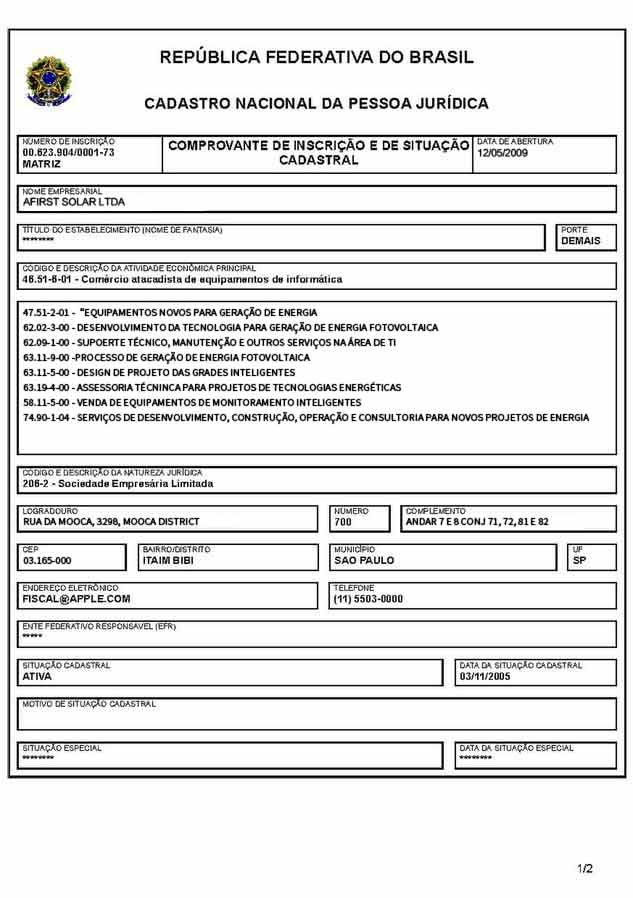 REPÚBLICA FEDERATIVA DO BRASIL
CADASTRO NACIONAL DA PESSOA JURÍDICA
NÚMERO DE INSCRIÇÃO
00.623.904/0001-73
MATRIZ
COMPROVANTE DE INSCRIÇÃO E DE SITUAÇÃO
CADASTRAL
DATA DE ABERTURA
12/05/2009
NOME EMPRESARIAL
AFIRST SOLAR LTDA
TÍTULO DO ESTABELECIMENTO (NOME DE FANTASIA)
********
PORTE
DEMAIS
CÓDIGO E DESCRIÇÃO DA ATIVIDADE ECONÔMICA PRINCIPAL
46.51-6-01 - Comércio atacadista de equipamentos de informática
47.51-2-01 - "EQUIPAMENTOS NOVOS PARA GERAÇÃO DE ENERGIA
62.02-3-00 - DESENVOLVIMENTO DA TECNOLOGIA PARA GERAÇÃO DE ENERGIA FOTOVOLTAICA
62.09-1-00 - SUPOERTE TÉCNICO, MANUTENÇÃO E OUTROS SERVIÇOS NA ÁREA DE TI
63.11-9-00 -PROCESSO DE GERAÇÃO DE ENERGIA FOTOVOLTAICA
63.11-5-00 - DESIGN DE PROJETO DAS GRADES INTELIGENTES
63.19-4-00 - ASSESSORIA TÉCNINCA PARA PROJETOS DE TECNOLOGIAS ENERGÉTICAS
58.11-5-00 - VENDA DE EQUIPAMENTOS DE MONITORAMENTO INTELIGENTES
74.90-1-04 - SERVIÇOS DE DESENVOLVIMENTO, CONSTRUÇÃO, OPERAÇÃO E CONSULTORIA PARA NOVOS PROJETOS DE ENERGIA
CÓDIGO E DESCRIÇÃO DA NATUREZA JURÍDICA
206-2 - Sociedade Empresária Limitada
LOGRADOURO
RUA DA MOOCA, 3298, MOOCA DISTRICT
NÚMERO
700
COMPLEMENTO
ANDAR 7 E 8 CONJ 71, 72, 81 E 82
CEP
03.165-000
BAIRRO/DISTRITO
ITAIM BIBI
MUNICÍPIO
SAO PAULO
UF
SP
ENDEREÇO ELETRÔNICO
FISCAL@APPLE.COM
TELEFONE
(11) 5503-0000
ENTE FEDERATIVO RESPONSÁVEL (EFR)
*****
SITUAÇÃO CADASTRAL
ATIVA
DATA DA SITUAÇÃO CADASTRAL
03/11/2005
MOTIVO DE SITUAÇÃO CADASTRAL
SITUAÇÃO ESPECIAL
********
DATA DA SITUAÇÃO ESPECIAL
********
1/2